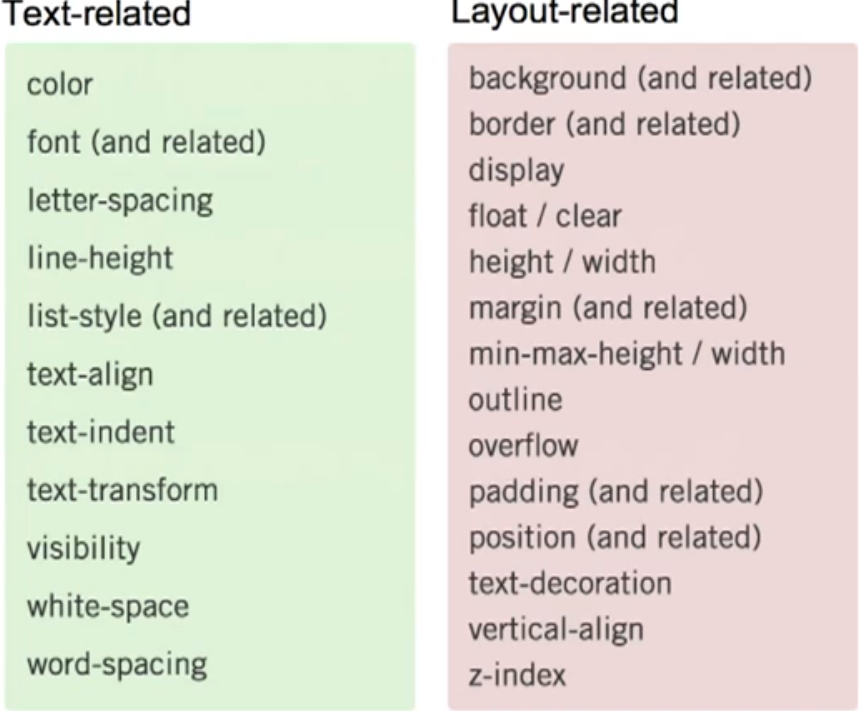 Text-related
color
font (and related)
letter-spacing
line-height
list-style (and related)
text-align
text-indent
text-transform
visibility
white-space
word-spacing
Layout-related
background (and related)
border (and related)
display
float / clear
height / width
margin (and related)
min-max-height / width
outline
overflow
padding (and related)
position (and related)
text-decoration
vertical-align
z-index